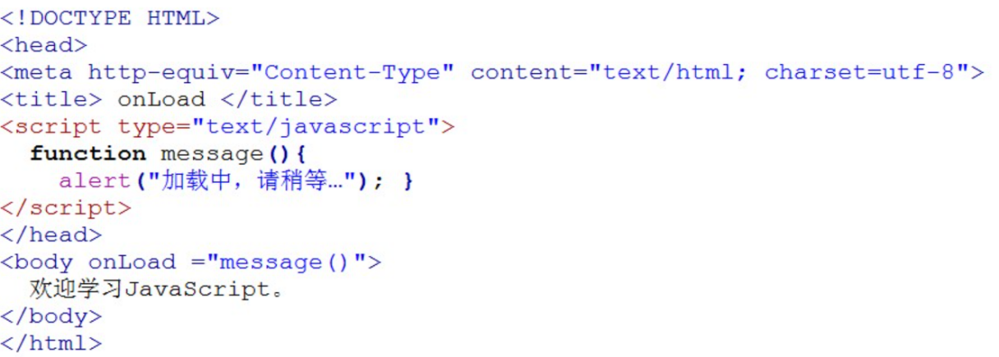 <!DOCTYPE HTML>
<head>
<meta http-equiv="Content-Type" content="text/html; charset=utf-8">
<title> onLoad </title>
<script type="text/javascript">
  function message(){
    alert("加载中，请稍等…"); }
</script>
</head>
<body onLoad ="message()">
  欢迎学习JavaScript。
</body>
</html>